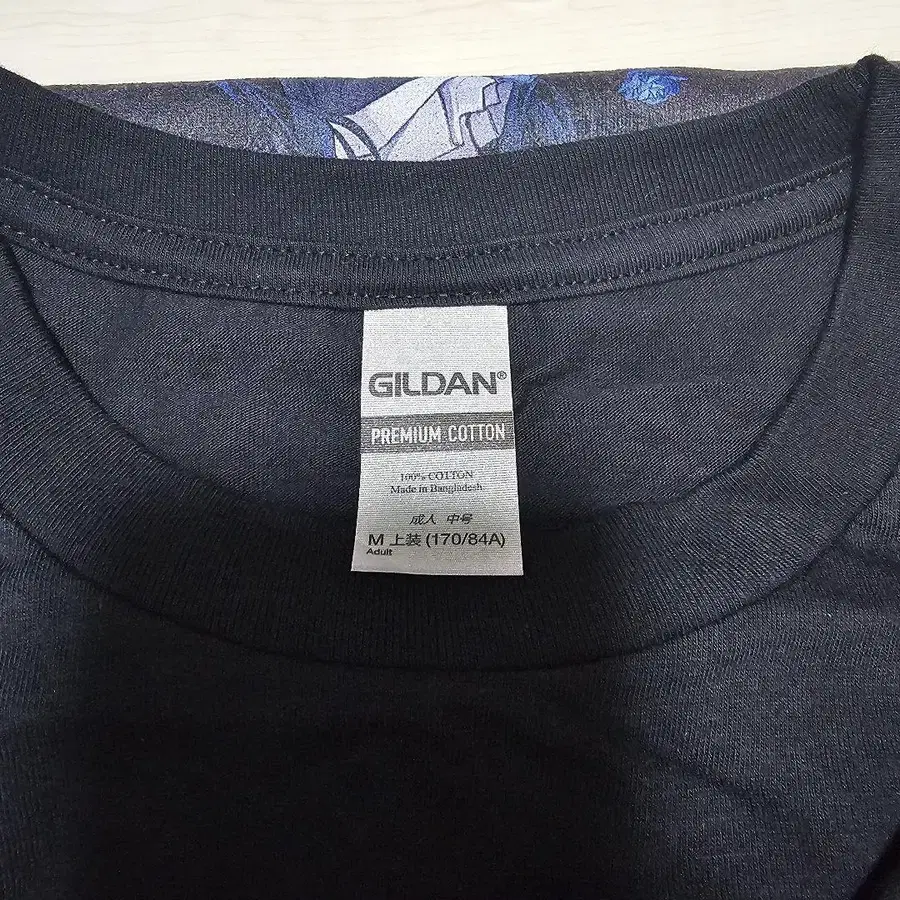 GILDAN®
PREMIUM COTTON
100% COTTON
Made in Bangladesh
成人 中号
M 上装 (170/84A)
Adult